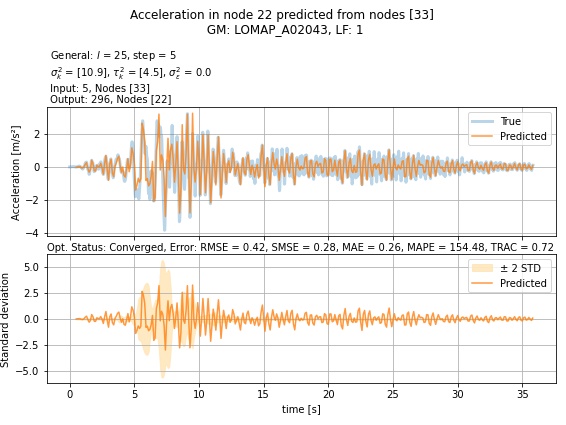 Acceleration in node 22 predicted from nodes [33]
GM: LOMAP_A02043, LF: 1
General: l = 25, step = 5
σ²ₖ = [10.9], τ²ₖ = [4.5], σ²ε = 0.0
Input: 5, Nodes [33]
Output: 296, Nodes [22]
True
Predicted
Acceleration [m/s²]
2
0
−2
−4
Opt. Status: Converged, Error: RMSE = 0.42, SMSE = 0.28, MAE = 0.26, MAPE = 154.48, TRAC = 0.72
± 2 STD
Predicted
Standard deviation
5.0
2.5
0.0
−2.5
−5.0
0 5 10 15 20 25 30 35
time [s]